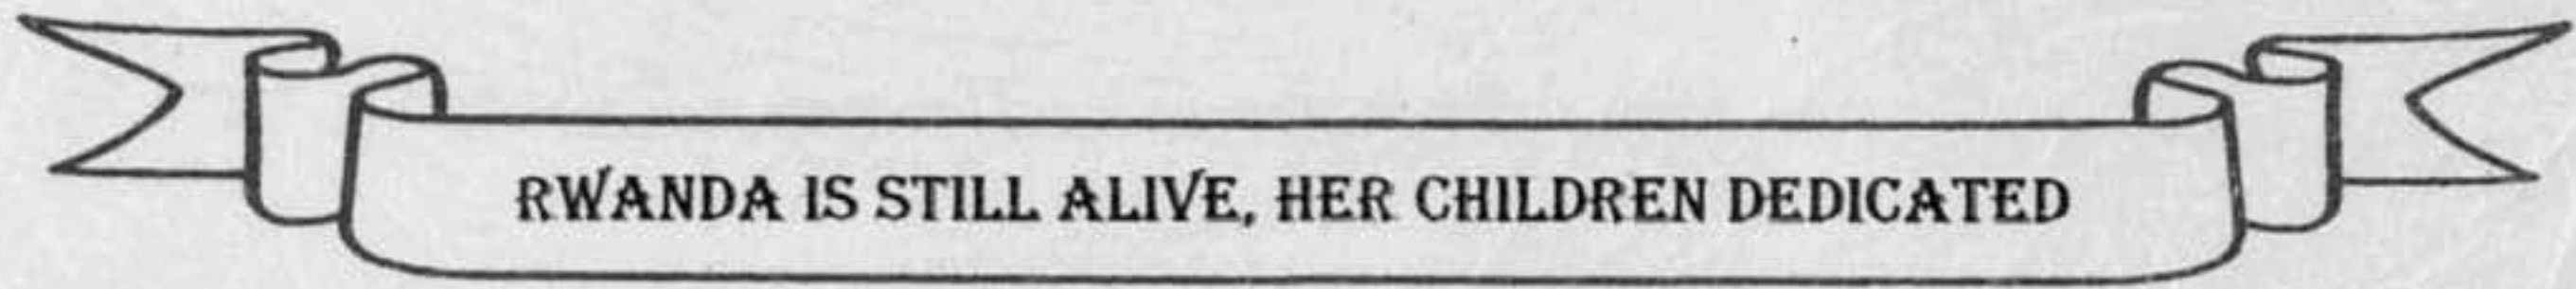 RWANDA IS STILL ALIVE, HER CHILDREN DEDICATED